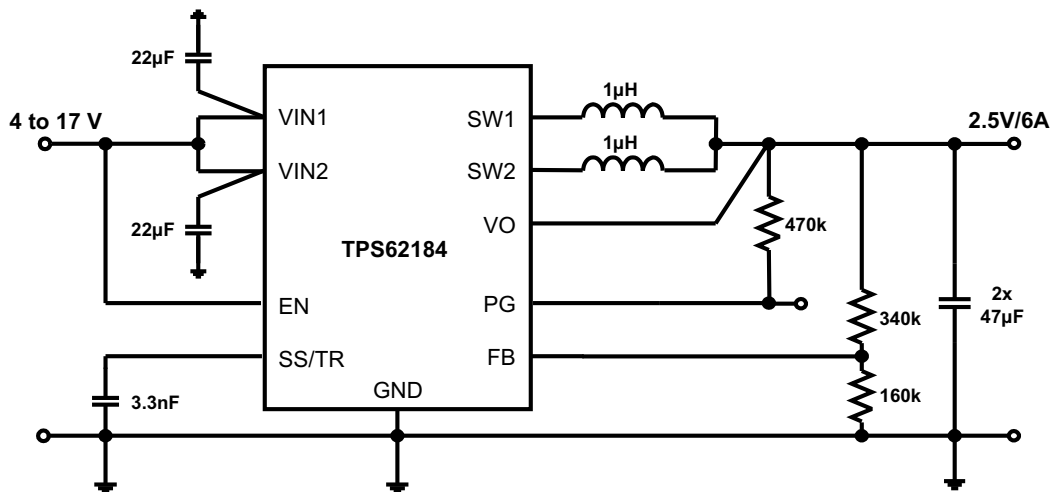 22µF
4 to 17 V
22µF
3.3nF
VIN1
VIN2
EN
SS/TR
GND
TPS62184
SW1
SW2
VO
PG
FB
1µH
1µH
470k
340k
160k
2.5V/6A
2x
47µF